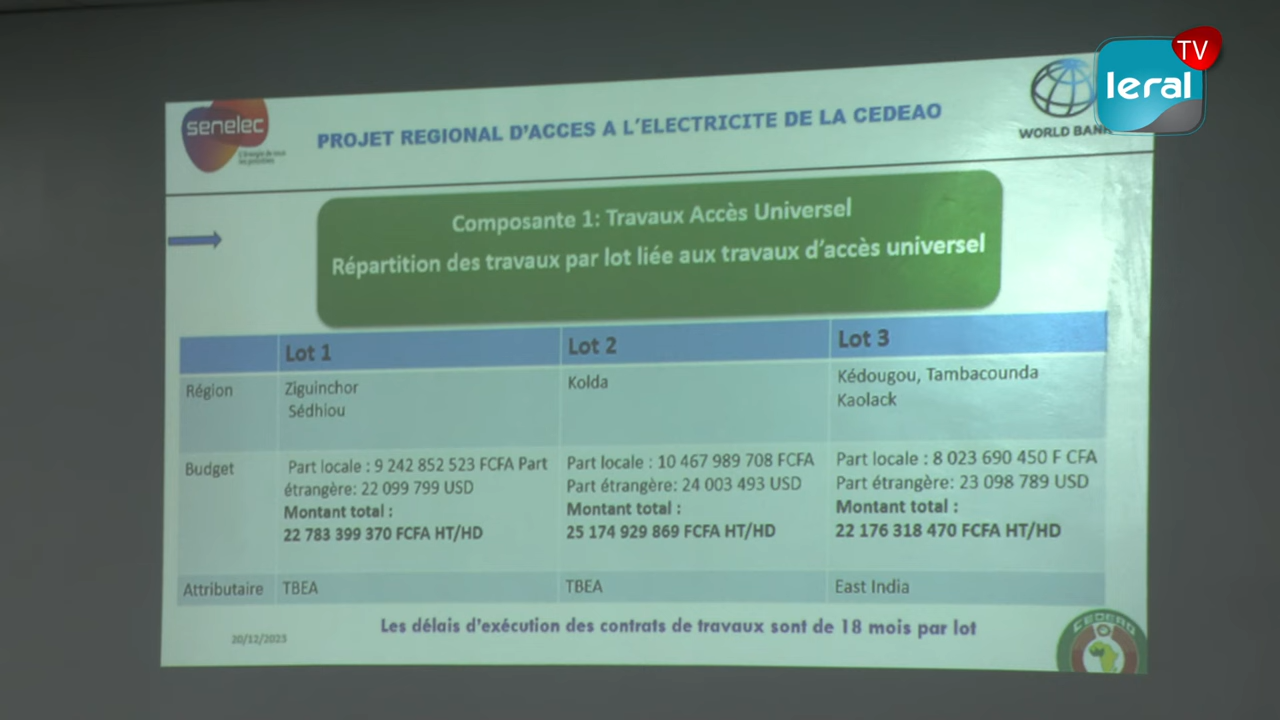 TV
leral
senelec
WORLD BANK
PROJET REGIONAL D'ACCES A L'ELECTRICITE DE LA CEDEAO
Composante 1: Travaux Accès Universel
Répartition des travaux par lot liée aux travaux d'accès universel
Lot 1 Lot 2 Lot 3
Région Ziguinchor Kolda Kédougou, Tambacounda
Sédhiou Kaolack
Budget Part locale : 9 242 852 523 FCFA Part Part locale : 10 467 989 708 FCFA Part locale : 8 023 690 450 F CFA
étrangère: 22 099 799 USD Part étrangère: 24 003 493 USD Part étrangère: 23 098 789 USD
Montant total : Montant total : Montant total :
22 783 399 370 FCFA HT/HD 25 174 929 869 FCFA HT/HD 22 176 318 470 FCFA HT/HD
Attributaire TBEA TBEA East India
20/12/2023 Les délais d'exécution des contrats de travaux sont de 18 mois par lot
CEDEAO